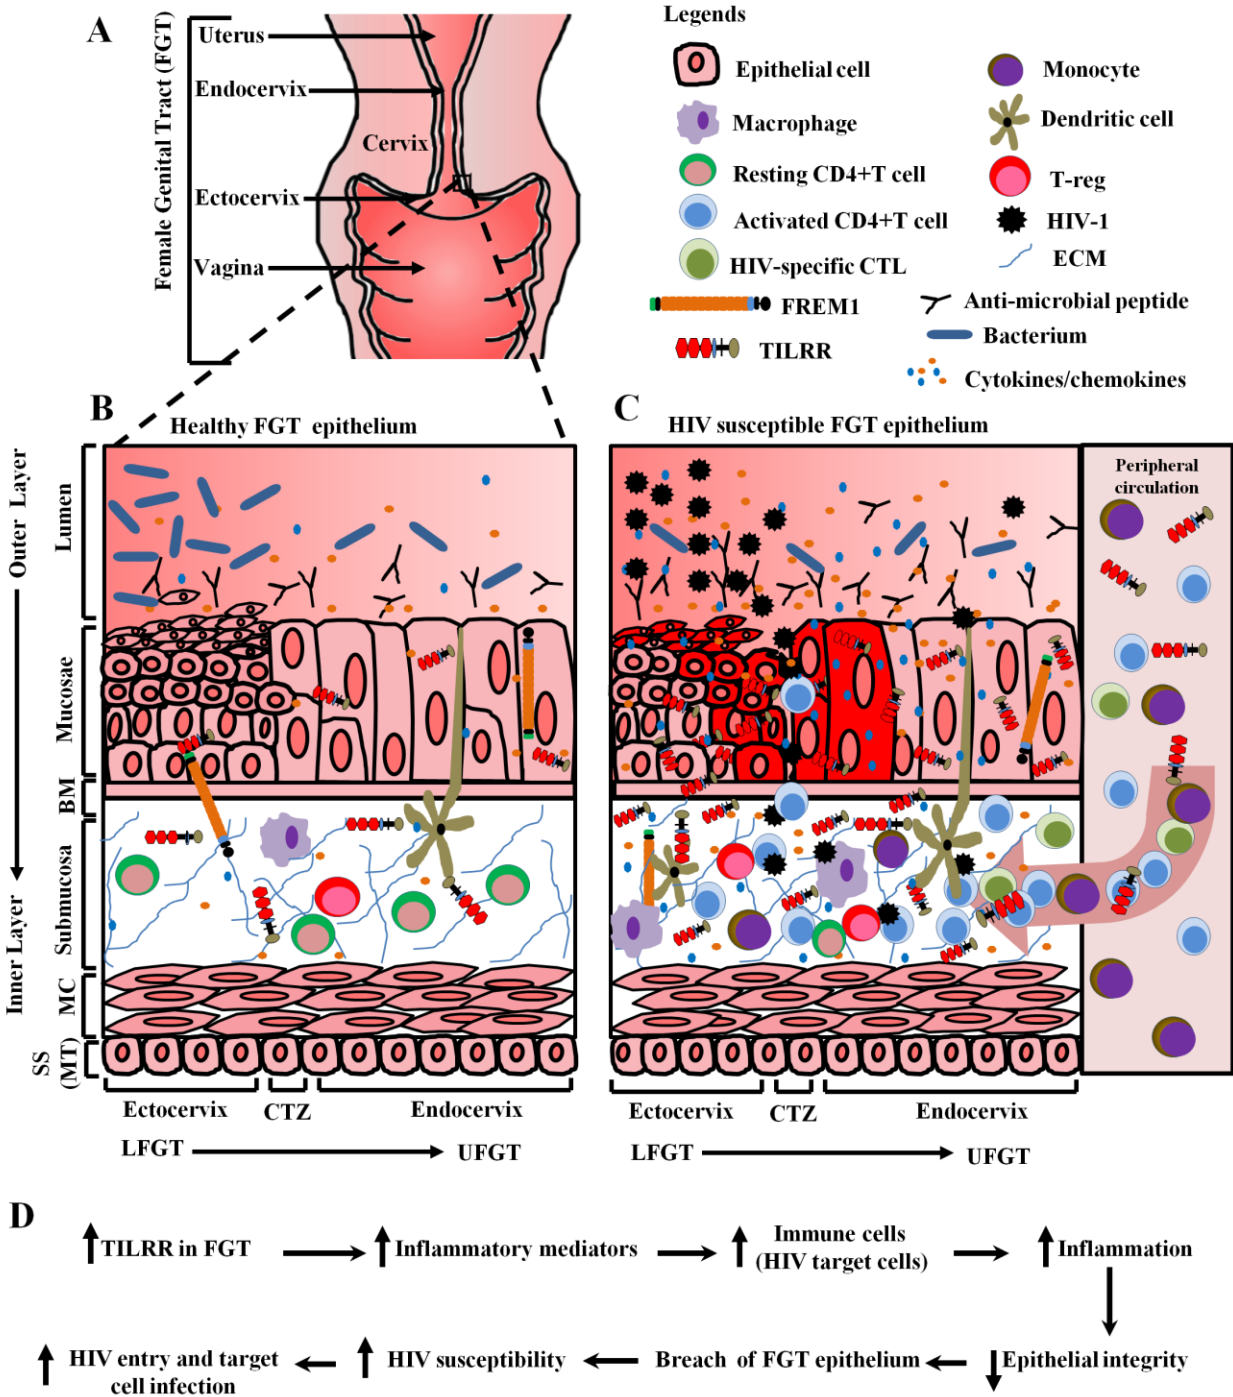 A
Female Genital Tract (FGT)
Uterus
Endocervix
Cervix
Ectocervix
Vagina
Legends
Epithelial cell
Monocyte
Macrophage
Dendritic cell
Resting CD4+T cell
T-reg
Activated CD4+T cell
HIV-1
HIV-specific CTL
ECM
FREM1
Anti-microbial peptide
TILRR
Bacterium
Cytokines/chemokines
B
Healthy FGT epithelium
C
HIV susceptible FGT epithelium
Peripheral
circulation
Outer Layer
Inner Layer
Lumen
Mucosae
BM
Submucosa
MC
SS
(MT)
Ectocervix
CTZ
Endocervix
LFGT
UFGT
Ectocervix
CTZ
Endocervix
LFGT
UFGT
D
TILRR in FGT
Inflammatory mediators
Immune cells
(HIV target cells)
Inflammation
HIV entry and target
cell infection
HIV susceptibility
Breach of FGT epithelium
Epithelial integrity